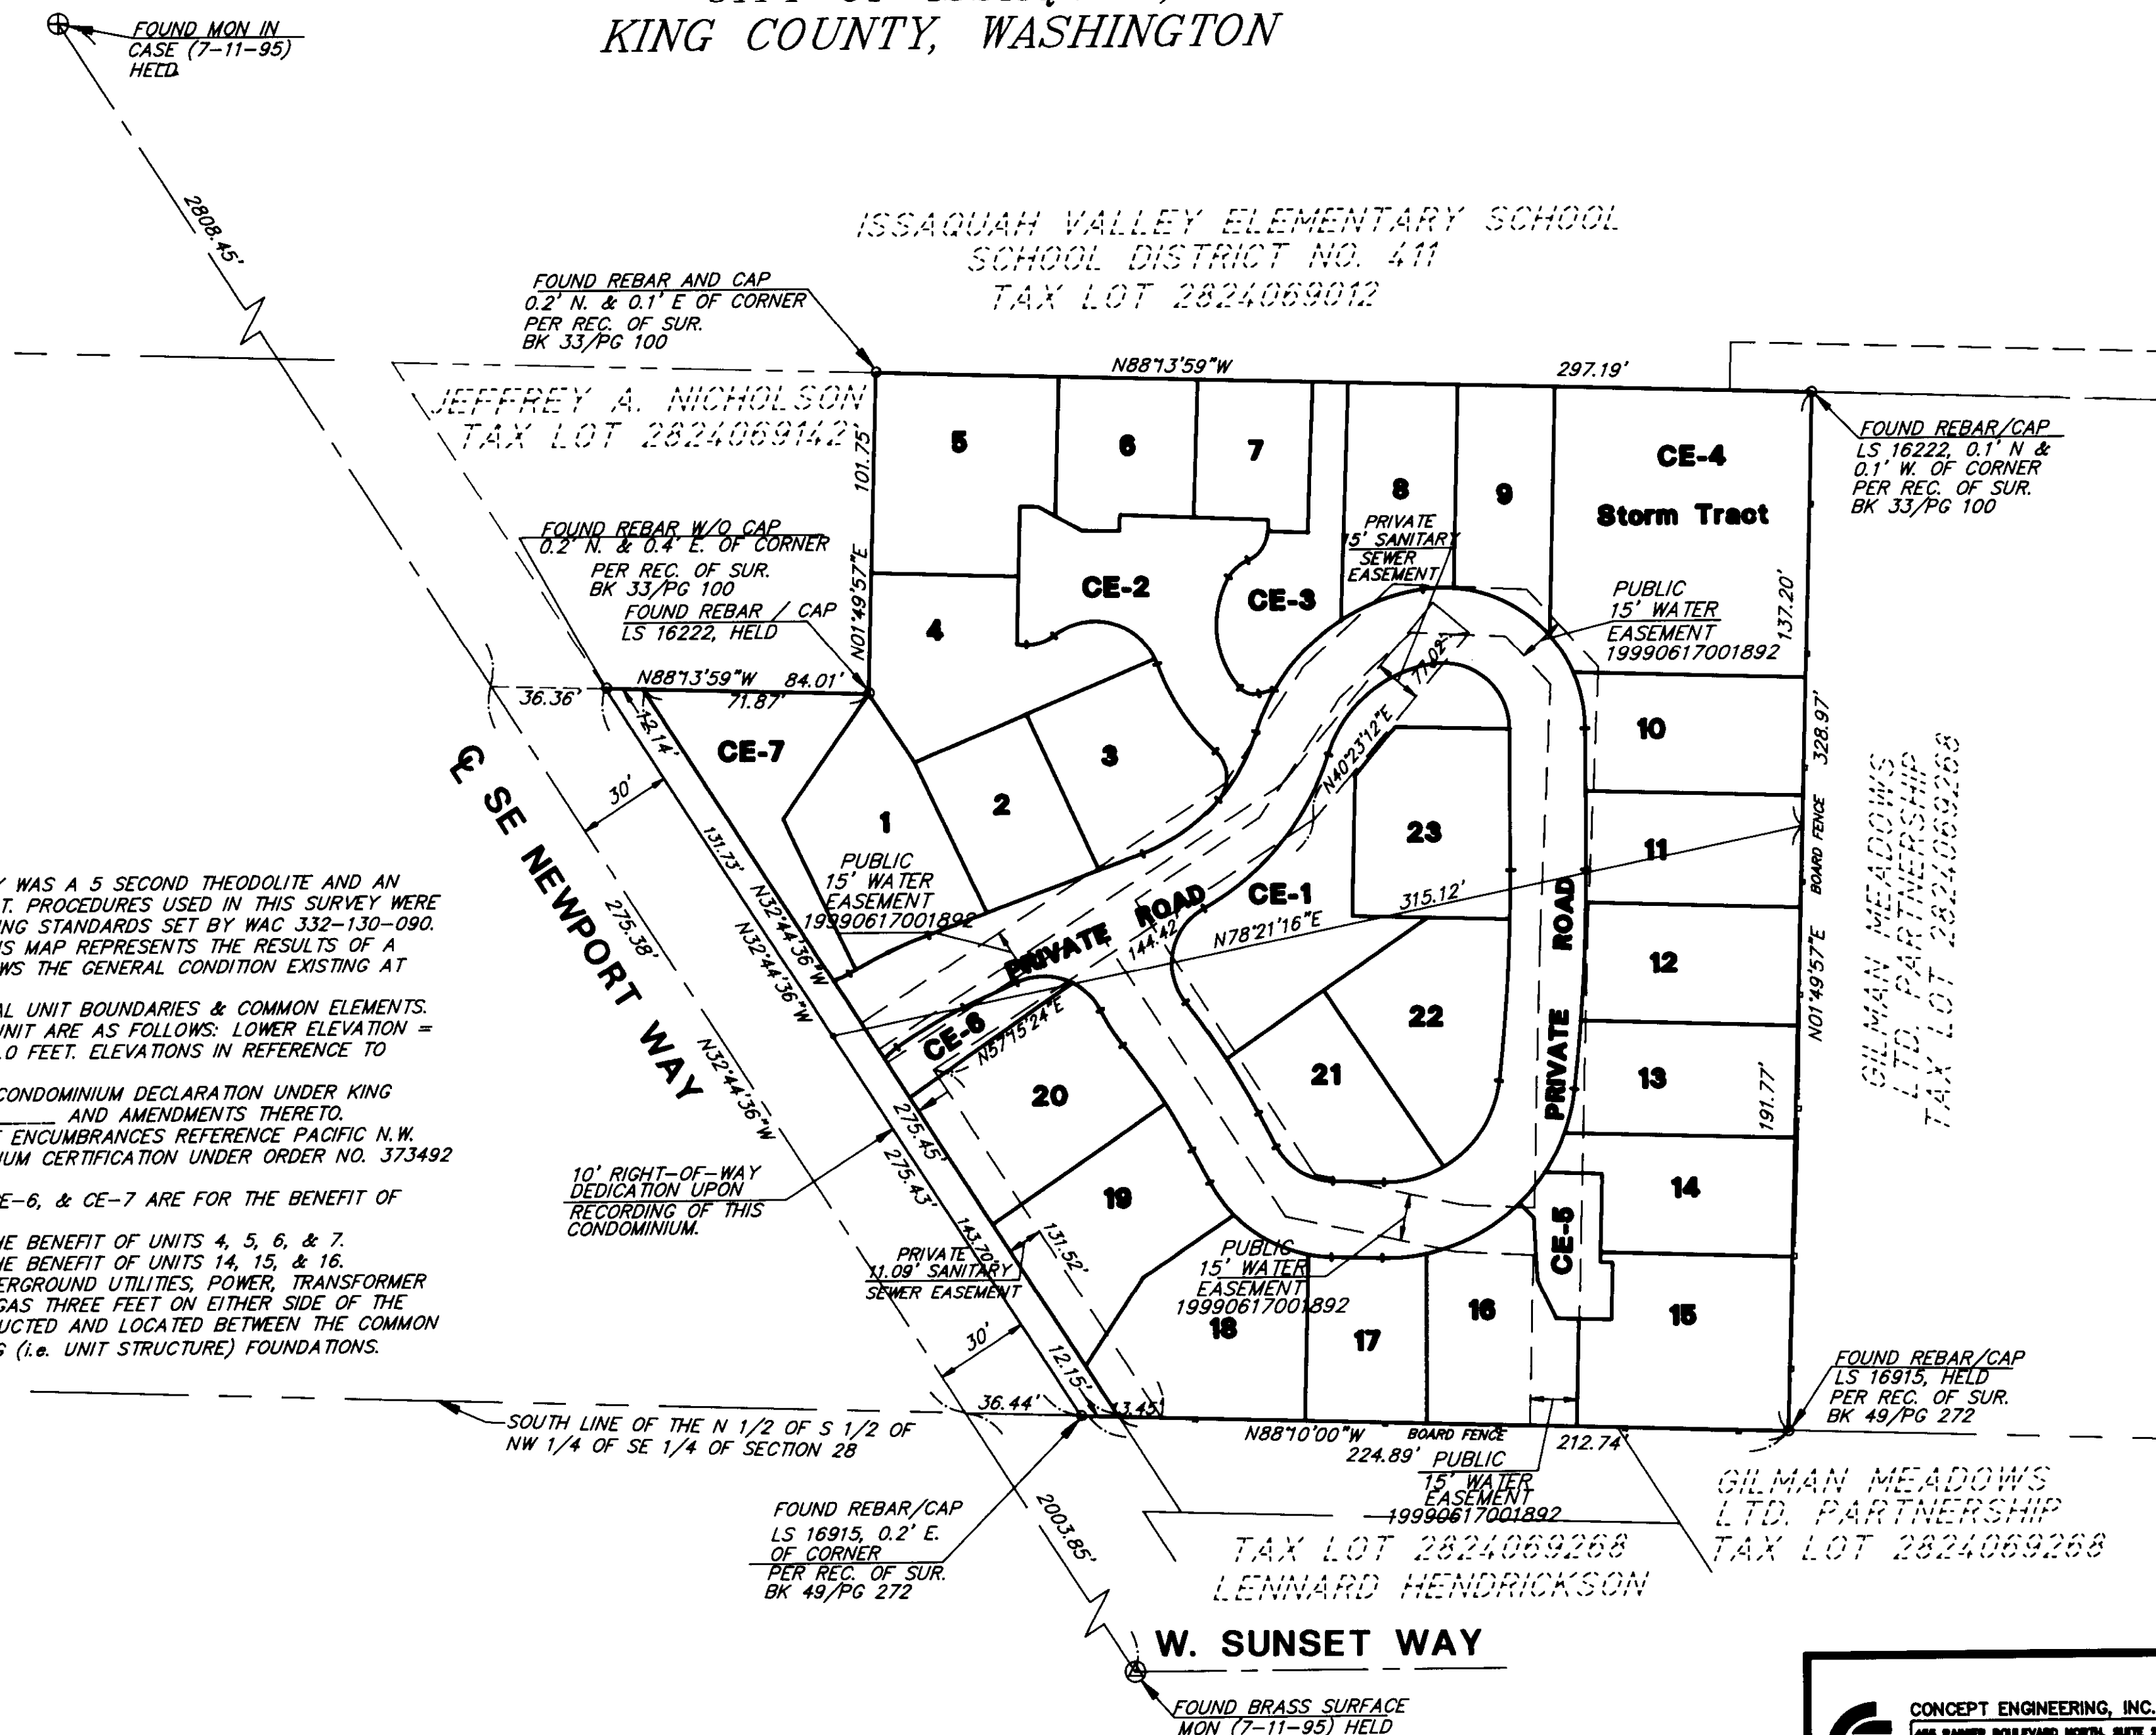 KING COUNTY, WASHINGTON
FOUND MON IN
CASE (7-11-95)
HELD
2808.45'
ISSAQUAH VALLEY ELEMENTARY SCHOOL
SCHOOL DISTRICT NO. 411
TAX LOT 2824069012
FOUND REBAR AND CAP
0.2' N. & 0.1' E OF CORNER
PER REC. OF SUR.
BK 33/PG 100
N88°13'59"W
297.19'
JEFFREY A. NICHOLSON
TAX LOT 2824069142
101.75'
N01°49'57"E
FOUND REBAR/CAP
LS 16222, 0.1' N &
0.1' W. OF CORNER
PER REC. OF SUR.
BK 33/PG 100
5
6
7
8
9
CE-4
Storm Tract
FOUND REBAR W/O CAP
0.2' N. & 0.4' E. OF CORNER
PER REC. OF SUR.
BK 33/PG 100
FOUND REBAR / CAP
LS 16222, HELD
PRIVATE
15' SANITARY
SEWER
EASEMENT
CE-2
CE-3
4
PUBLIC
15' WATER
EASEMENT
19990617001892
137.20'
77.02'
N88°13'59"W 84.01'
71.87'
36.36'
12.14'
CE-7
30'
10
328.97'
3
2
1
N40°23'12"E
23
11
BOARD FENCE
GILMAN MEADOWS
LTD. PARTNERSHIP
TAX LOT 2824069268
℄ SE NEWPORT WAY
131.73'
N32°44'36"W
N32°44'36"W
275.38'
N32°44'36"W
PUBLIC
15' WATER
EASEMENT
19990617001892
CE-1
315.12'
N78°21'16"E
PRIVATE ROAD
144.42'
PRIVATE ROAD
12
N01°49'57"E
Y WAS A 5 SECOND THEODOLITE AND AN
T. PROCEDURES USED IN THIS SURVEY WERE
NG STANDARDS SET BY WAC 332-130-090.
IS MAP REPRESENTS THE RESULTS OF A
WS THE GENERAL CONDITION EXISTING AT
AL UNIT BOUNDARIES & COMMON ELEMENTS.
UNIT ARE AS FOLLOWS: LOWER ELEVATION =
.0 FEET. ELEVATIONS IN REFERENCE TO
CONDOMINIUM DECLARATION UNDER KING
_____ AND AMENDMENTS THERETO.
T ENCUMBRANCES REFERENCE PACIFIC N.W.
IUM CERTIFICATION UNDER ORDER NO. 373492
CE-6, & CE-7 ARE FOR THE BENEFIT OF
HE BENEFIT OF UNITS 4, 5, 6, & 7.
HE BENEFIT OF UNITS 14, 15, & 16.
ERGROUND UTILITIES, POWER, TRANSFORMER
GAS THREE FEET ON EITHER SIDE OF THE
UCTED AND LOCATED BETWEEN THE COMMON
G (i.e. UNIT STRUCTURE) FOUNDATIONS.
CE-6
N57°15'24"E
22
21
20
13
191.77'
275.45'
275.43'
10' RIGHT-OF-WAY
DEDICATION UPON
RECORDING OF THIS
CONDOMINIUM.
19
14
CE-5
143.70'
131.52'
PRIVATE
11.09' SANITARY
SEWER EASEMENT
PUBLIC
15' WATER
EASEMENT
19990617001892
18
17
16
15
30'
12.15'
36.44'
13.45'
FOUND REBAR/CAP
LS 16915, HELD
PER REC. OF SUR.
BK 49/PG 272
SOUTH LINE OF THE N 1/2 OF S 1/2 OF
NW 1/4 OF SE 1/4 OF SECTION 28
N88°10'00"W
BOARD FENCE
212.74'
224.89'
PUBLIC
15' WATER
EASEMENT
19990617001892
FOUND REBAR/CAP
LS 16915, 0.2' E.
OF CORNER
PER REC. OF SUR.
BK 49/PG 272
2003.85'
GILMAN MEADOWS
LTD. PARTNERSHIP
TAX LOT 2824069268
TAX LOT 2824069268
LENNARD HENDRICKSON
W. SUNSET WAY
FOUND BRASS SURFACE
MON (7-11-95) HELD
CONCEPT ENGINEERING, INC.